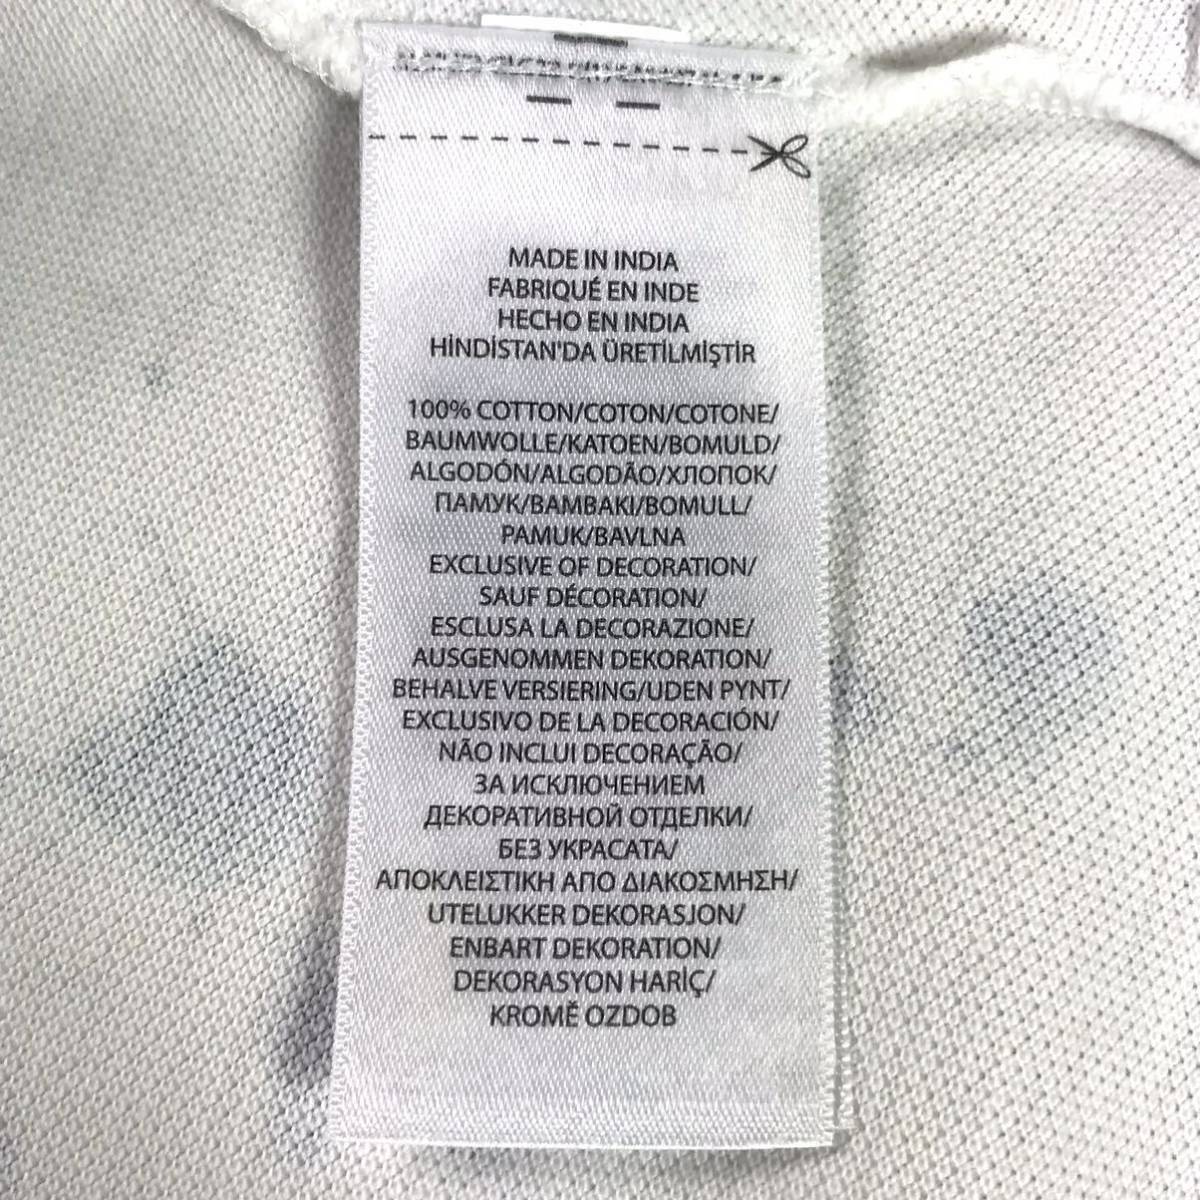 MADE IN INDIA
FABRIQUÉ EN INDE
HECHO EN INDIA
HİNDİSTAN'DA ÜRETİLMİŞTİR
100% COTTON/COTON/COTONE/
BAUMWOLLE/KATOEN/BOMULD/
ALGODÓN/ALGODÃO/ХЛОПОК/
ПАМУК/BAMBAKI/BOMULL/
PAMUK/BAVLNA
EXCLUSIVE OF DECORATION/
SAUF DÉCORATION/
ESCLUSA LA DECORAZIONE/
AUSGENOMMEN DEKORATION/
BEHALVE VERSIERING/UDEN PYNT/
EXCLUSIVO DE LA DECORACIÓN/
NÃO INCLUI DECORAÇÃO/
ЗА ИСКЛЮЧЕНИЕМ
ДЕКОРАТИВНОЙ ОТДЕЛКИ/
БЕЗ УКРАСАТА/
ΑΠΟΚΛΕΙΣΤΙΚΗ ΑΠΟ ΔΙΑΚΟΣΜΗΣΗ/
UTELUKKER DEKORASJON/
ENBART DEKORATION/
DEKORASYON HARİÇ/
KROMĚ OZDOB